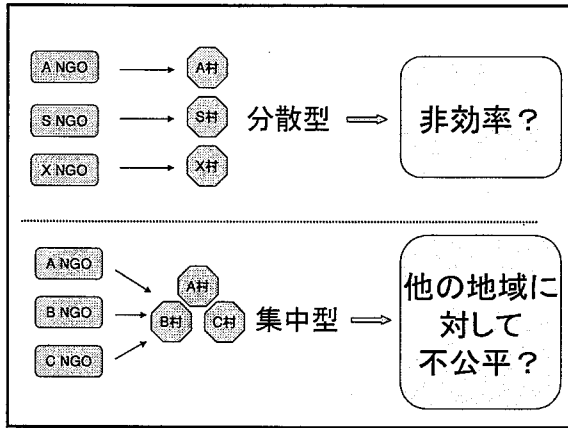 A NGO
A村
S NGO
S村
X NGO
X村
分散型
非効率？
A NGO
B NGO
C NGO
A村
B村
C村
集中型
他の地域に
対して
不公平？